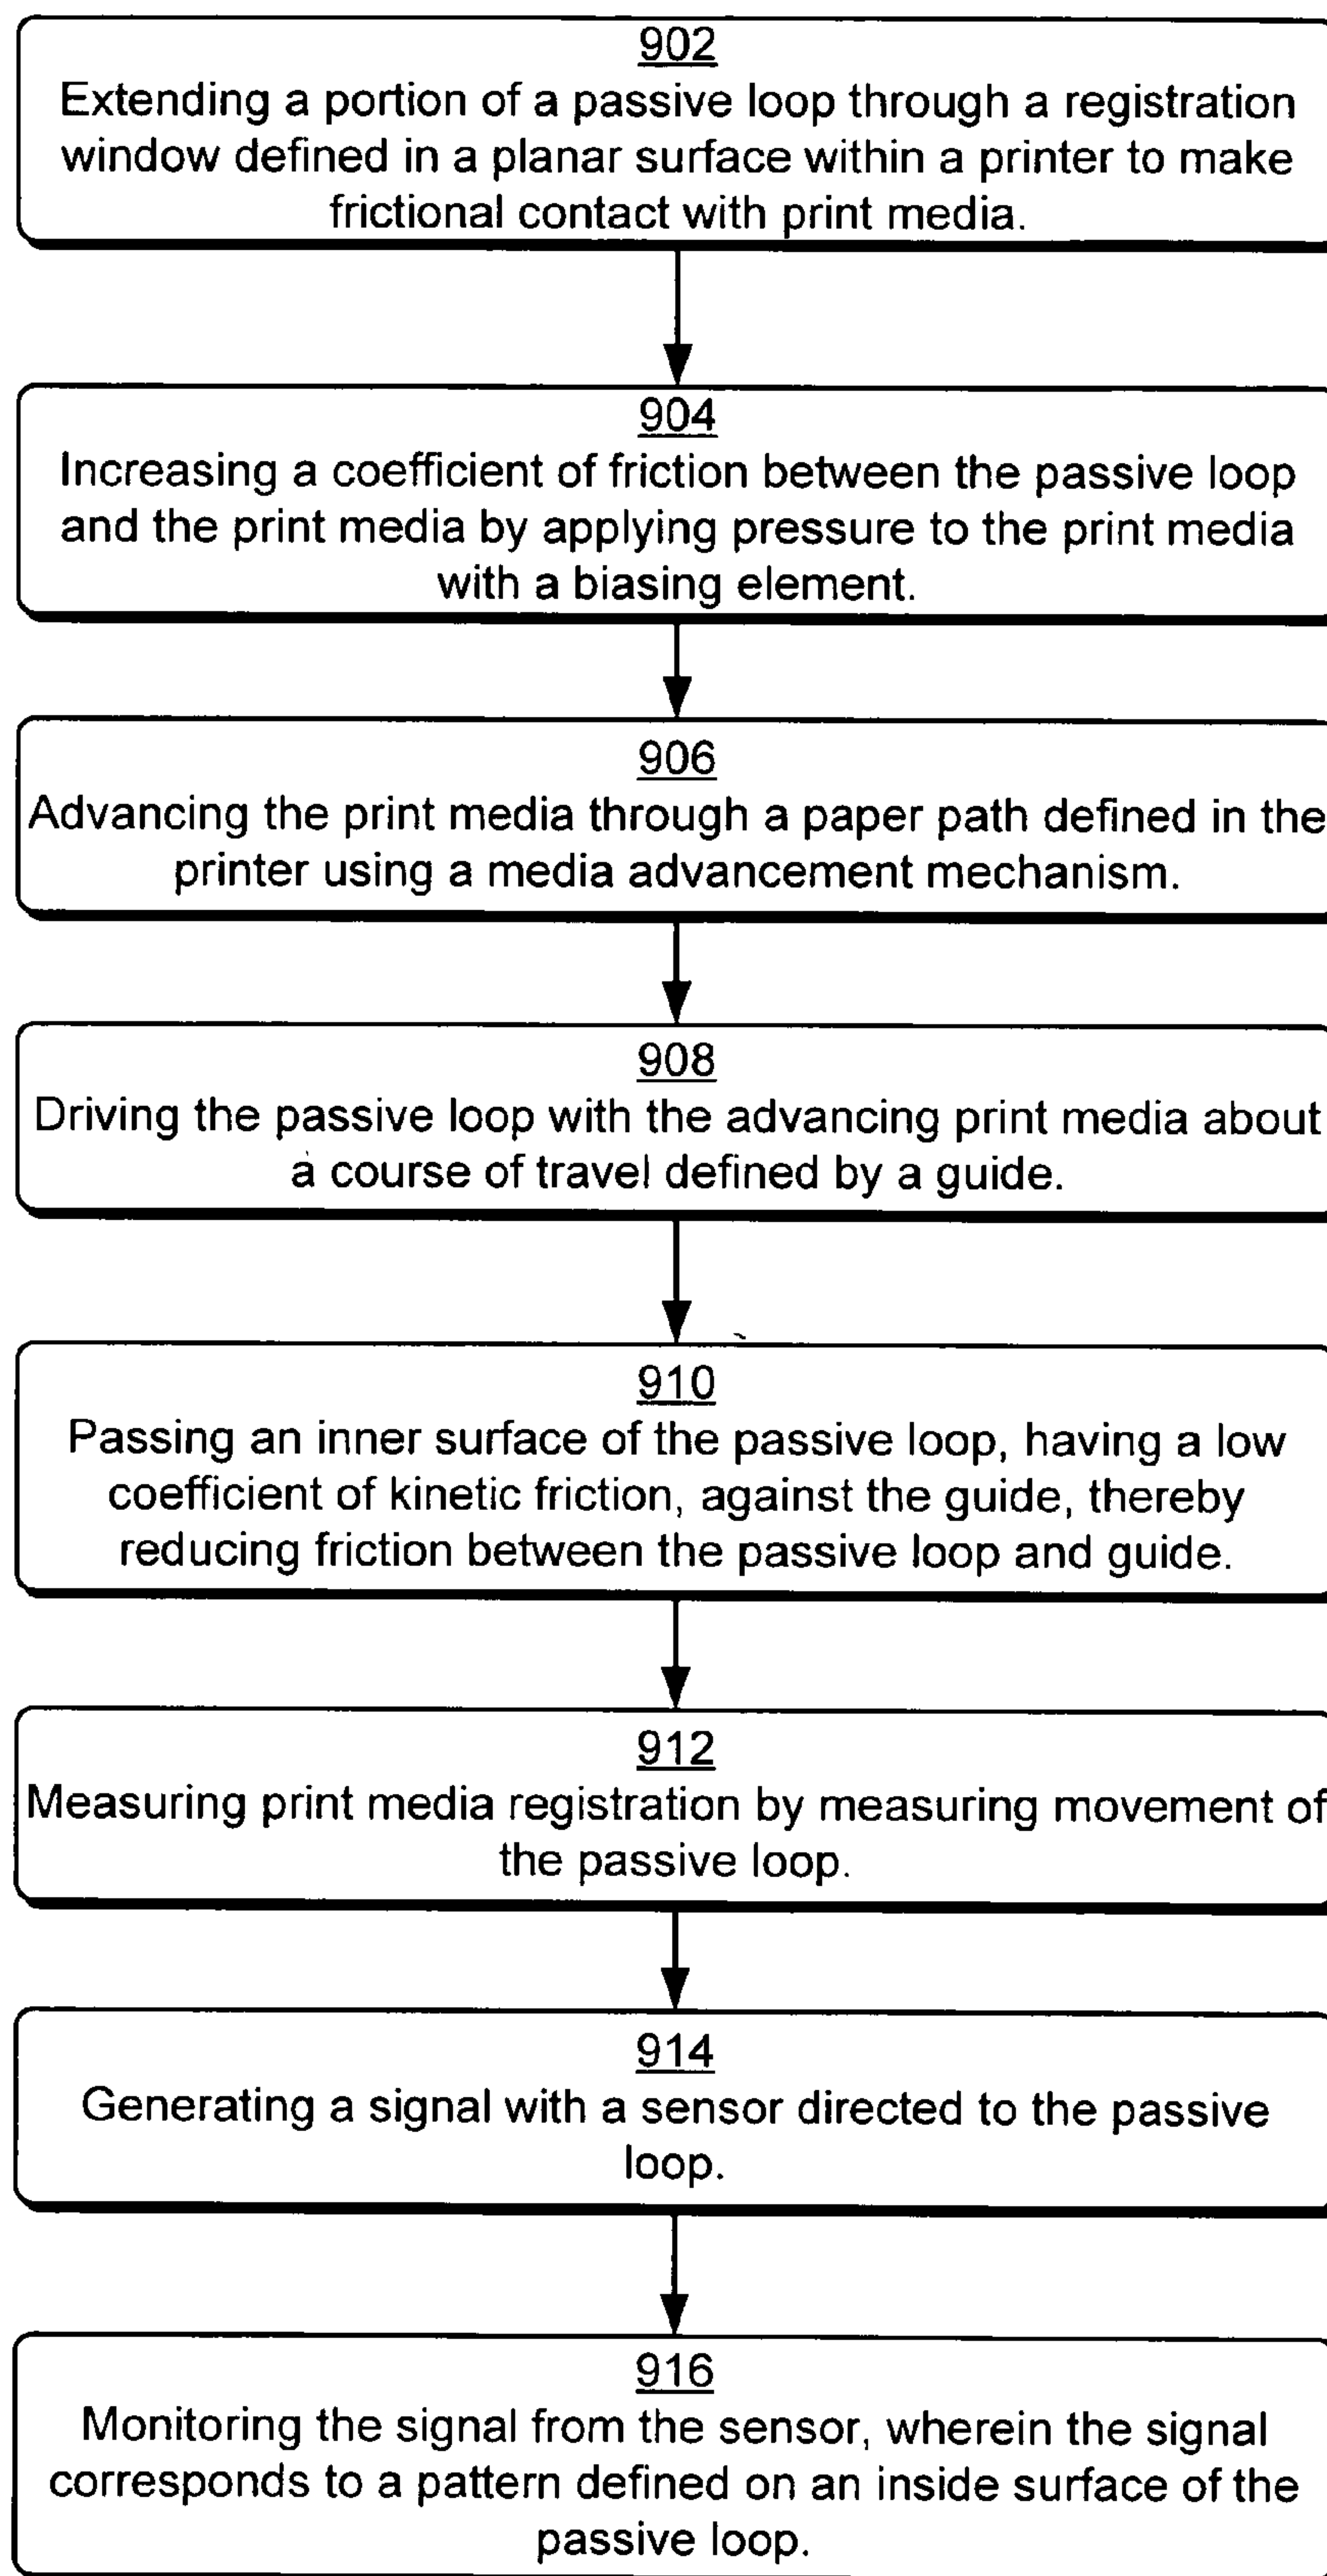 902
Extending a portion of a passive loop through a registration
window defined in a planar surface within a printer to make
frictional contact with print media.
904
Increasing a coefficient of friction between the passive loop
and the print media by applying pressure to the print media
with a biasing element.
906
Advancing the print media through a paper path defined in the
printer using a media advancement mechanism.
908
Driving the passive loop with the advancing print media about
a course of travel defined by a guide.
910
Passing an inner surface of the passive loop, having a low
coefficient of kinetic friction, against the guide, thereby
reducing friction between the passive loop and guide.
912
Measuring print media registration by measuring movement of
the passive loop.
914
Generating a signal with a sensor directed to the passive
loop.
916
Monitoring the signal from the sensor, wherein the signal
corresponds to a pattern defined on an inside surface of the
passive loop.